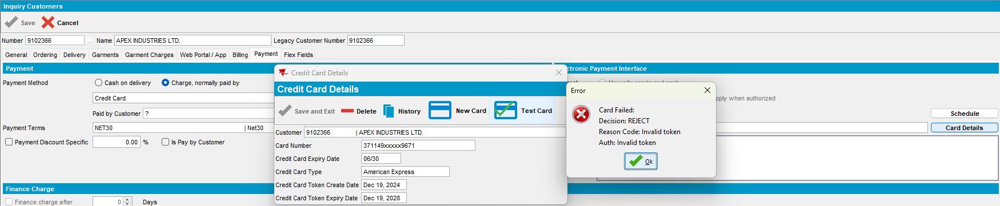 Inquiry Customers
Save Cancel
Number 9102366 ... Name APEX INDUSTRIES LTD. Legacy Customer Number 9102366
General Ordering Delivery Garments Garment Charges Web Portal / App Billing Payment Flex Fields
Payment
Payment Method Cash on delivery Charge, normally paid by
Credit Card
Paid by Customer ?
Payment Terms NET30 | Net30
Payment Discount Specific 0.00 % Is Pay by Customer
Finance Charge
Finance charge after 0 Days
Credit Card Details
Credit Card Details
Save and Exit Delete History New Card Test Card
Customer 9102366 | APEX INDUSTRIES LTD.
Card Number 371149xxxxx9671
Credit Card Expiry Date 06/30
Credit Card Type American Express
Credit Card Token Create Date Dec 19, 2024
Credit Card Token Expiry Date Dec 19, 2028
ctronic Payment Interface
pply when authorized
Schedule
Card Details
Error
Card Failed:
Decision: REJECT
Reason Code: Invalid token
Auth: Invalid token
Ok